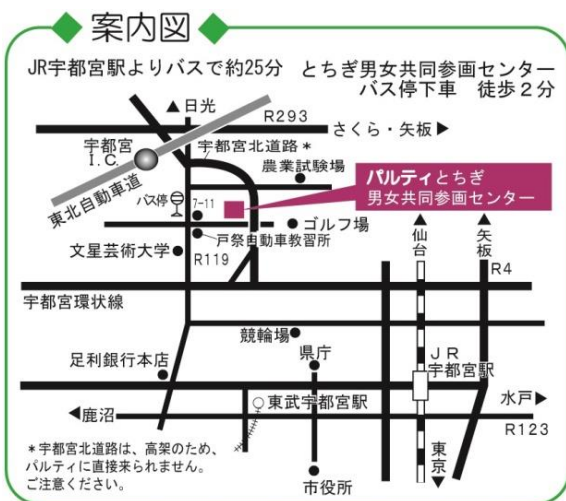 案内図
JR宇都宮駅よりバスで約25分 とちぎ男女共同参画センター
バス停下車 徒歩2分
▲日光
R293
さくら・矢板▶
宇都宮
I.C.
宇都宮北道路*
農業試験場
東北自動車道
バス停
7-11
パルティとちぎ
男女共同参画センター
ゴルフ場
戸祭自動車教習所
文星芸術大学
R119
▲仙台
▲矢板
R4
宇都宮環状線
競輪場
県庁
JR
宇都宮駅
足利銀行本店
水戸▶
◀鹿沼
東武宇都宮駅
R123
*宇都宮北道路は、高架のため、
パルティに直接来られません。
ご注意ください。
市役所
東京▼